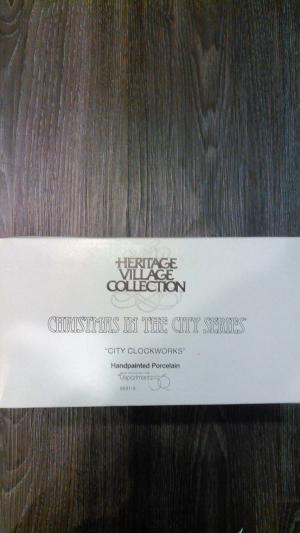 HERITAGE
VILLAGE
COLLECTION
CHRISTMAS IN THE CITY SERIES
"CITY CLOCKWORKS"
Handpainted Porcelain
Department 56